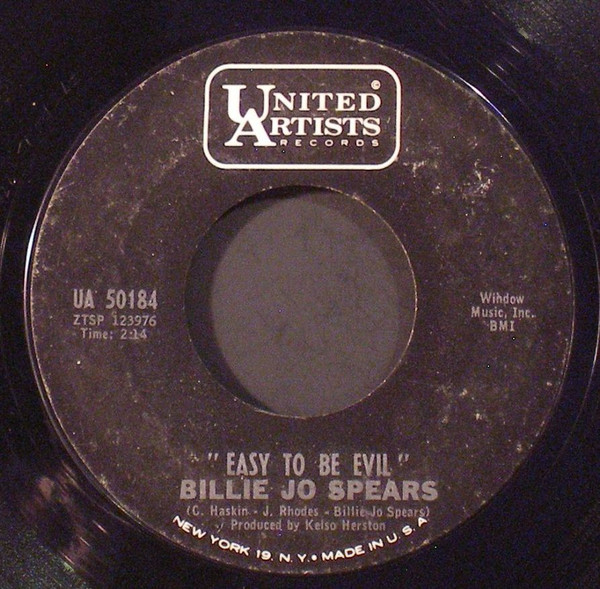 UNITED ©
ARTISTS
RECORDS
UA 50184
ZTSP 123976
Time: 2:14
Window
Music, Inc.
BMI
"EASY TO BE EVIL"
BILLIE JO SPEARS
(C. Haskin - J. Rhodes - Billie Jo Spears)
Produced by Kelso Herston
NEW YORK 19, N.Y. • MADE IN U.S.A.